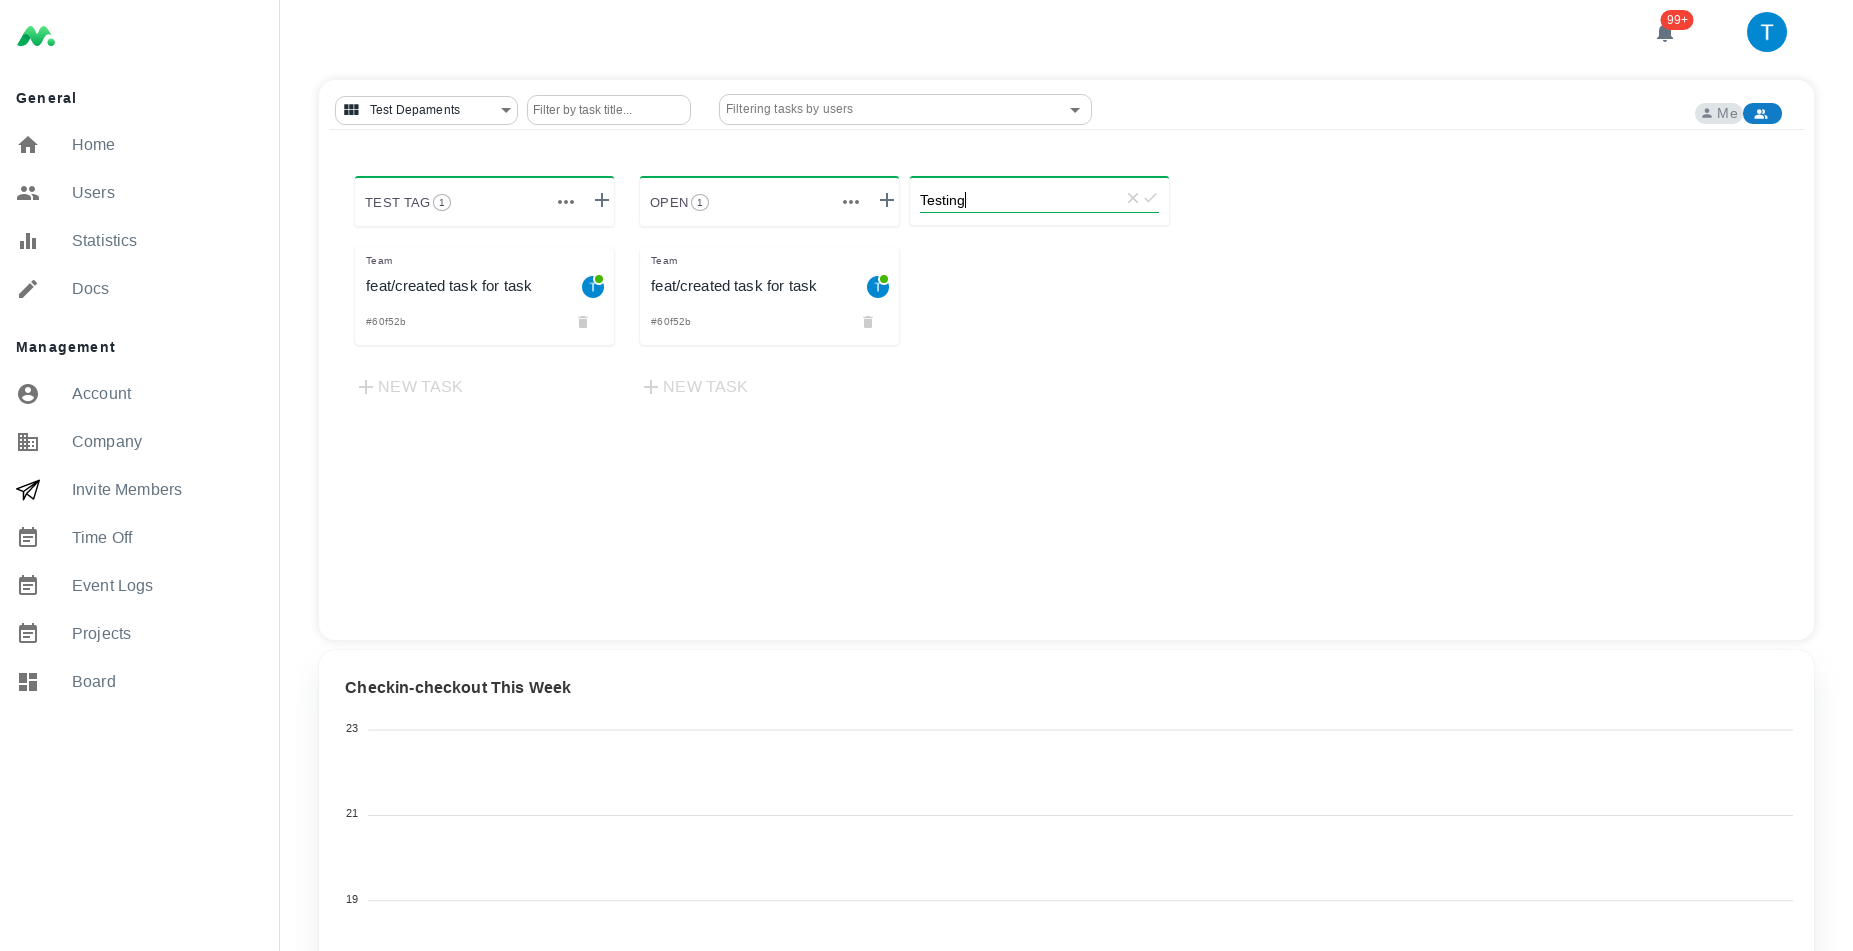 99+
T
General
Home
Users
Statistics
Docs
Management
Account
Company
Invite Members
Time Off
Event Logs
Projects
Board
Test Depaments
Filter by task title...
Filtering tasks by users
Me
TEST TAG 1
OPEN 1
Testing
Team
feat/created task for task
T
#60f52b
NEW TASK
Team
feat/created task for task
T
#60f52b
NEW TASK
Checkin-checkout This Week
23
21
19